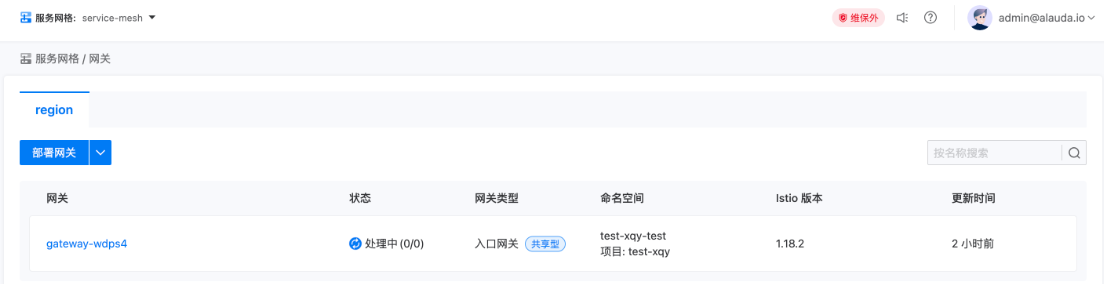 服务网格: service-mesh
维保外
admin@alauda.io
服务网格 / 网关
region
部署网关
按名称搜索
网关 状态 网关类型 命名空间 Istio 版本 更新时间
gateway-wdps4 处理中 (0/0) 入口网关 共享型 test-xqy-test 1.18.2 2 小时前
项目: test-xqy